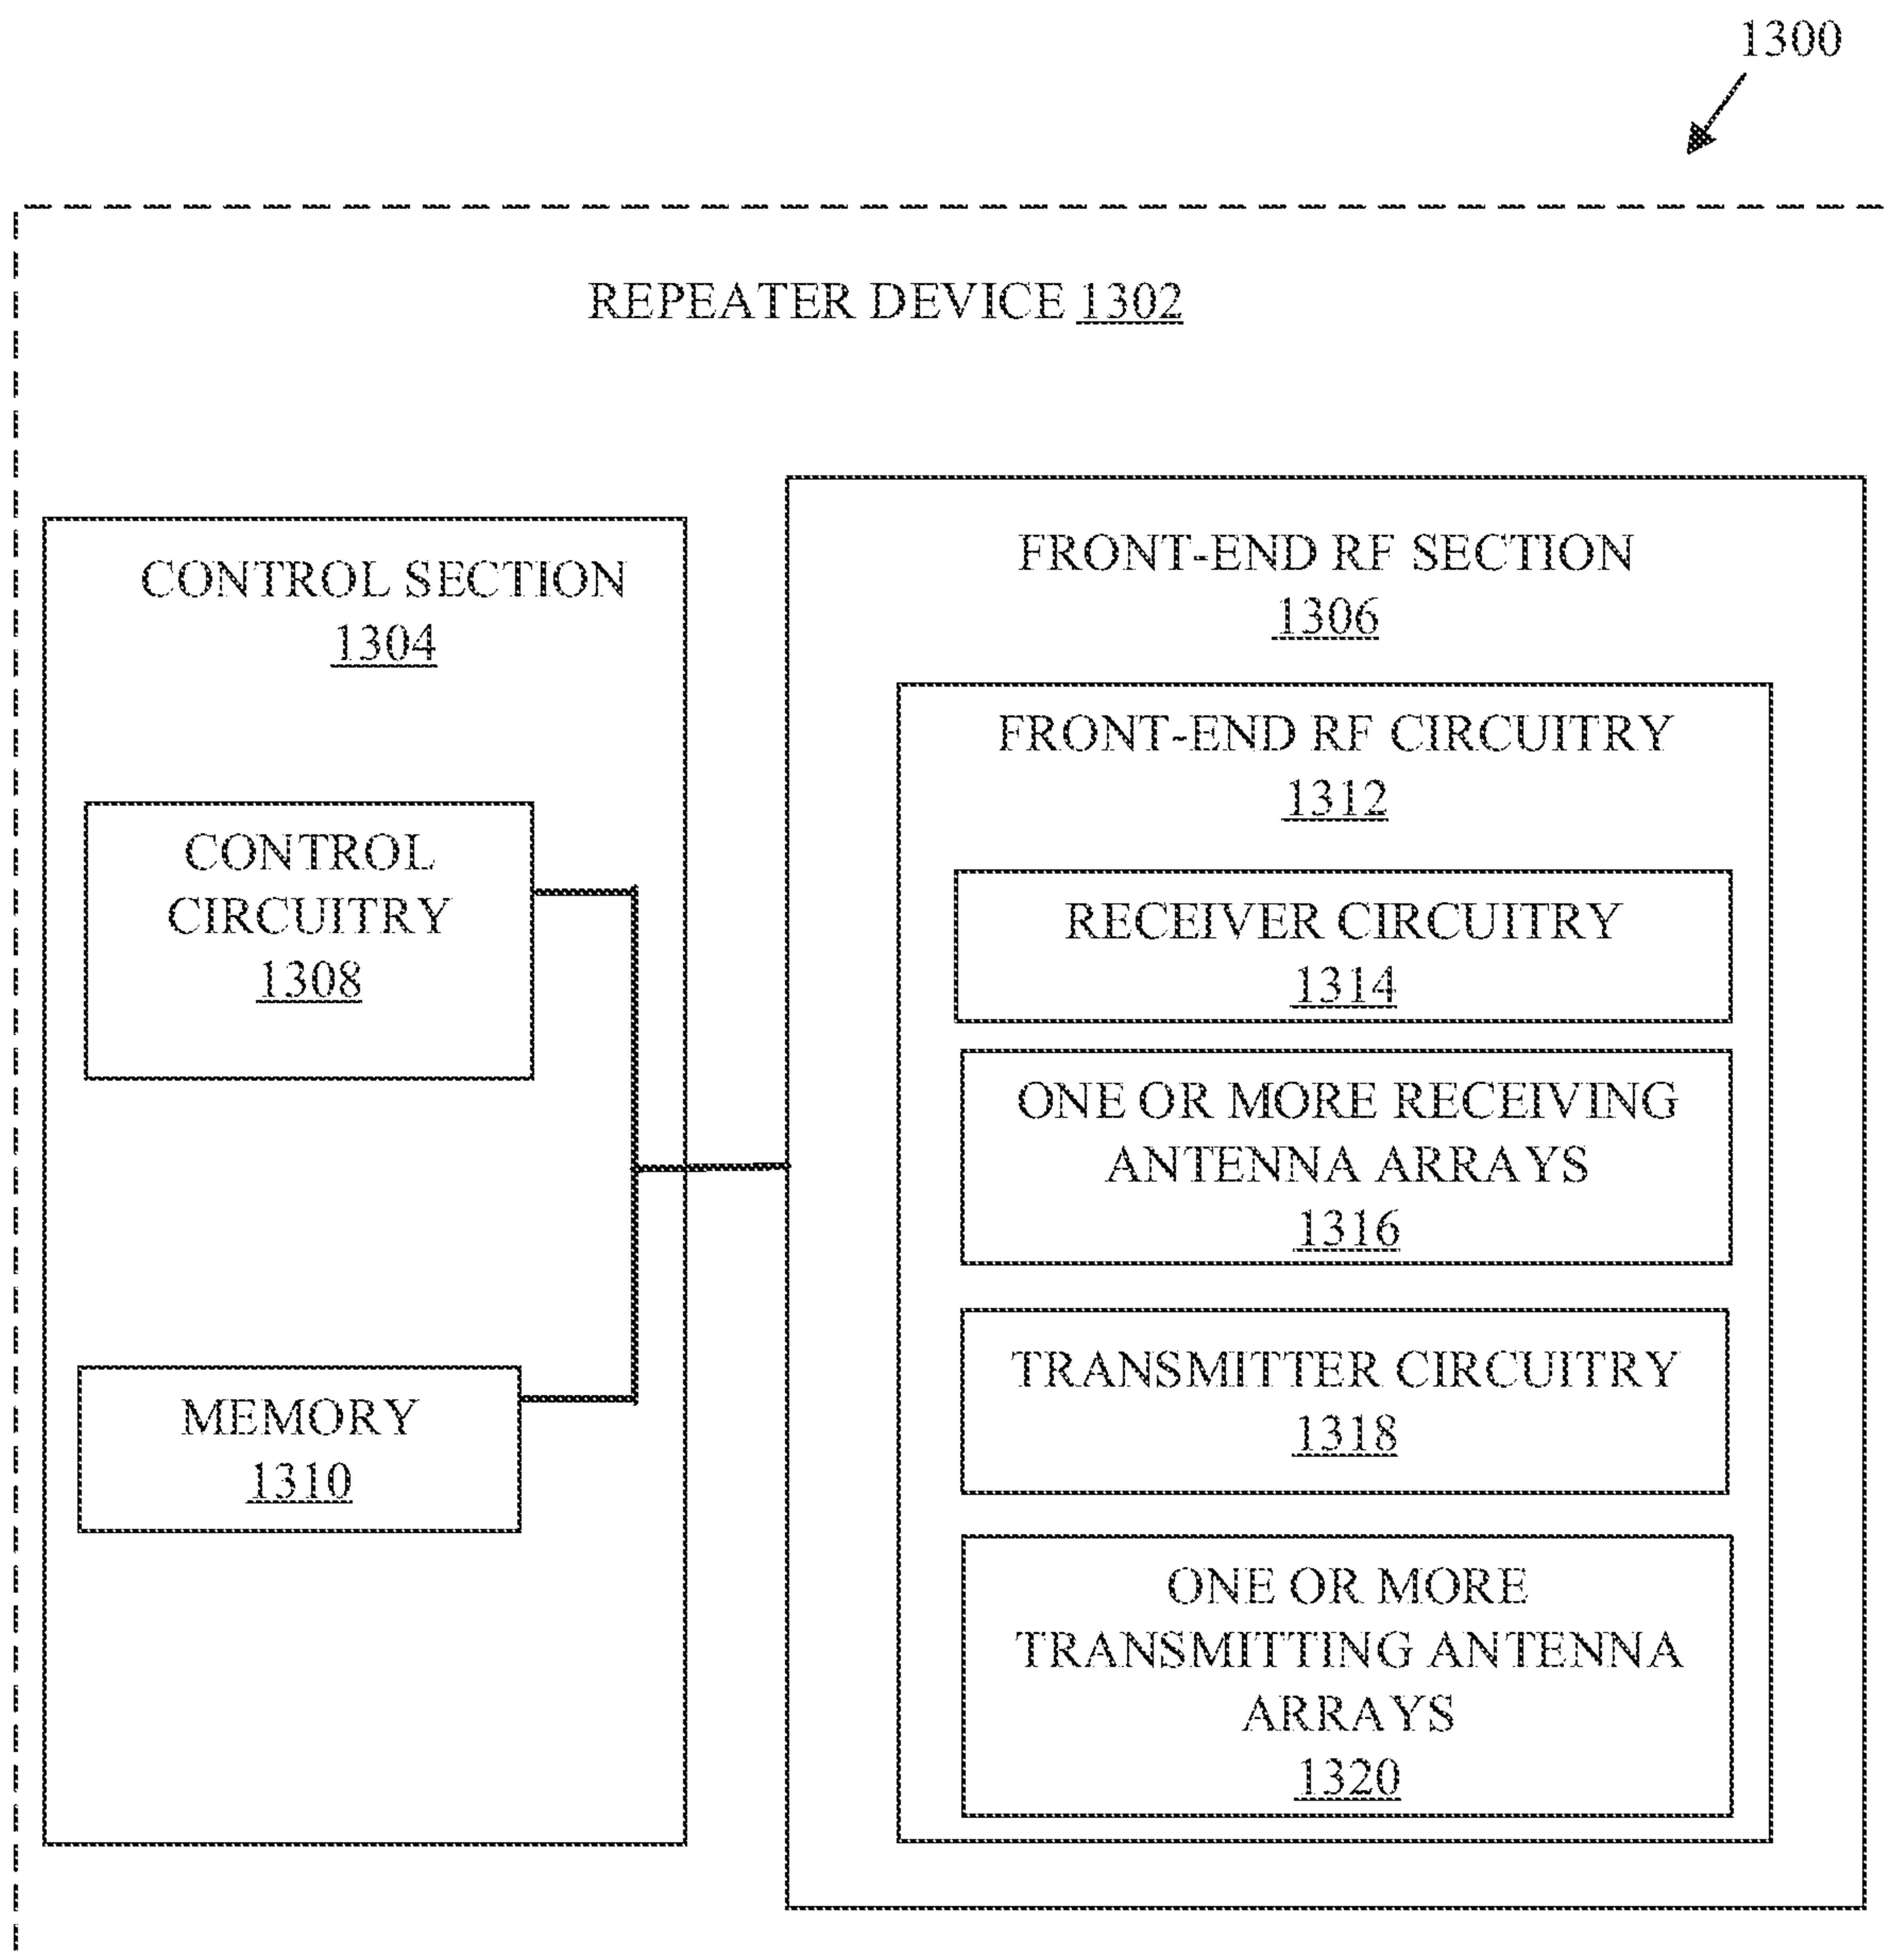 1300
REPEATER DEVICE 1302
CONTROL SECTION
1304
CONTROL
CIRCUITRY
1308
MEMORY
1310
FRONT-END RF SECTION
1306
FRONT-END RF CIRCUITRY
1312
RECEIVER CIRCUITRY
1314
ONE OR MORE RECEIVING
ANTENNA ARRAYS
1316
TRANSMITTER CIRCUITRY
1318
ONE OR MORE
TRANSMITTING ANTENNA
ARRAYS
1320